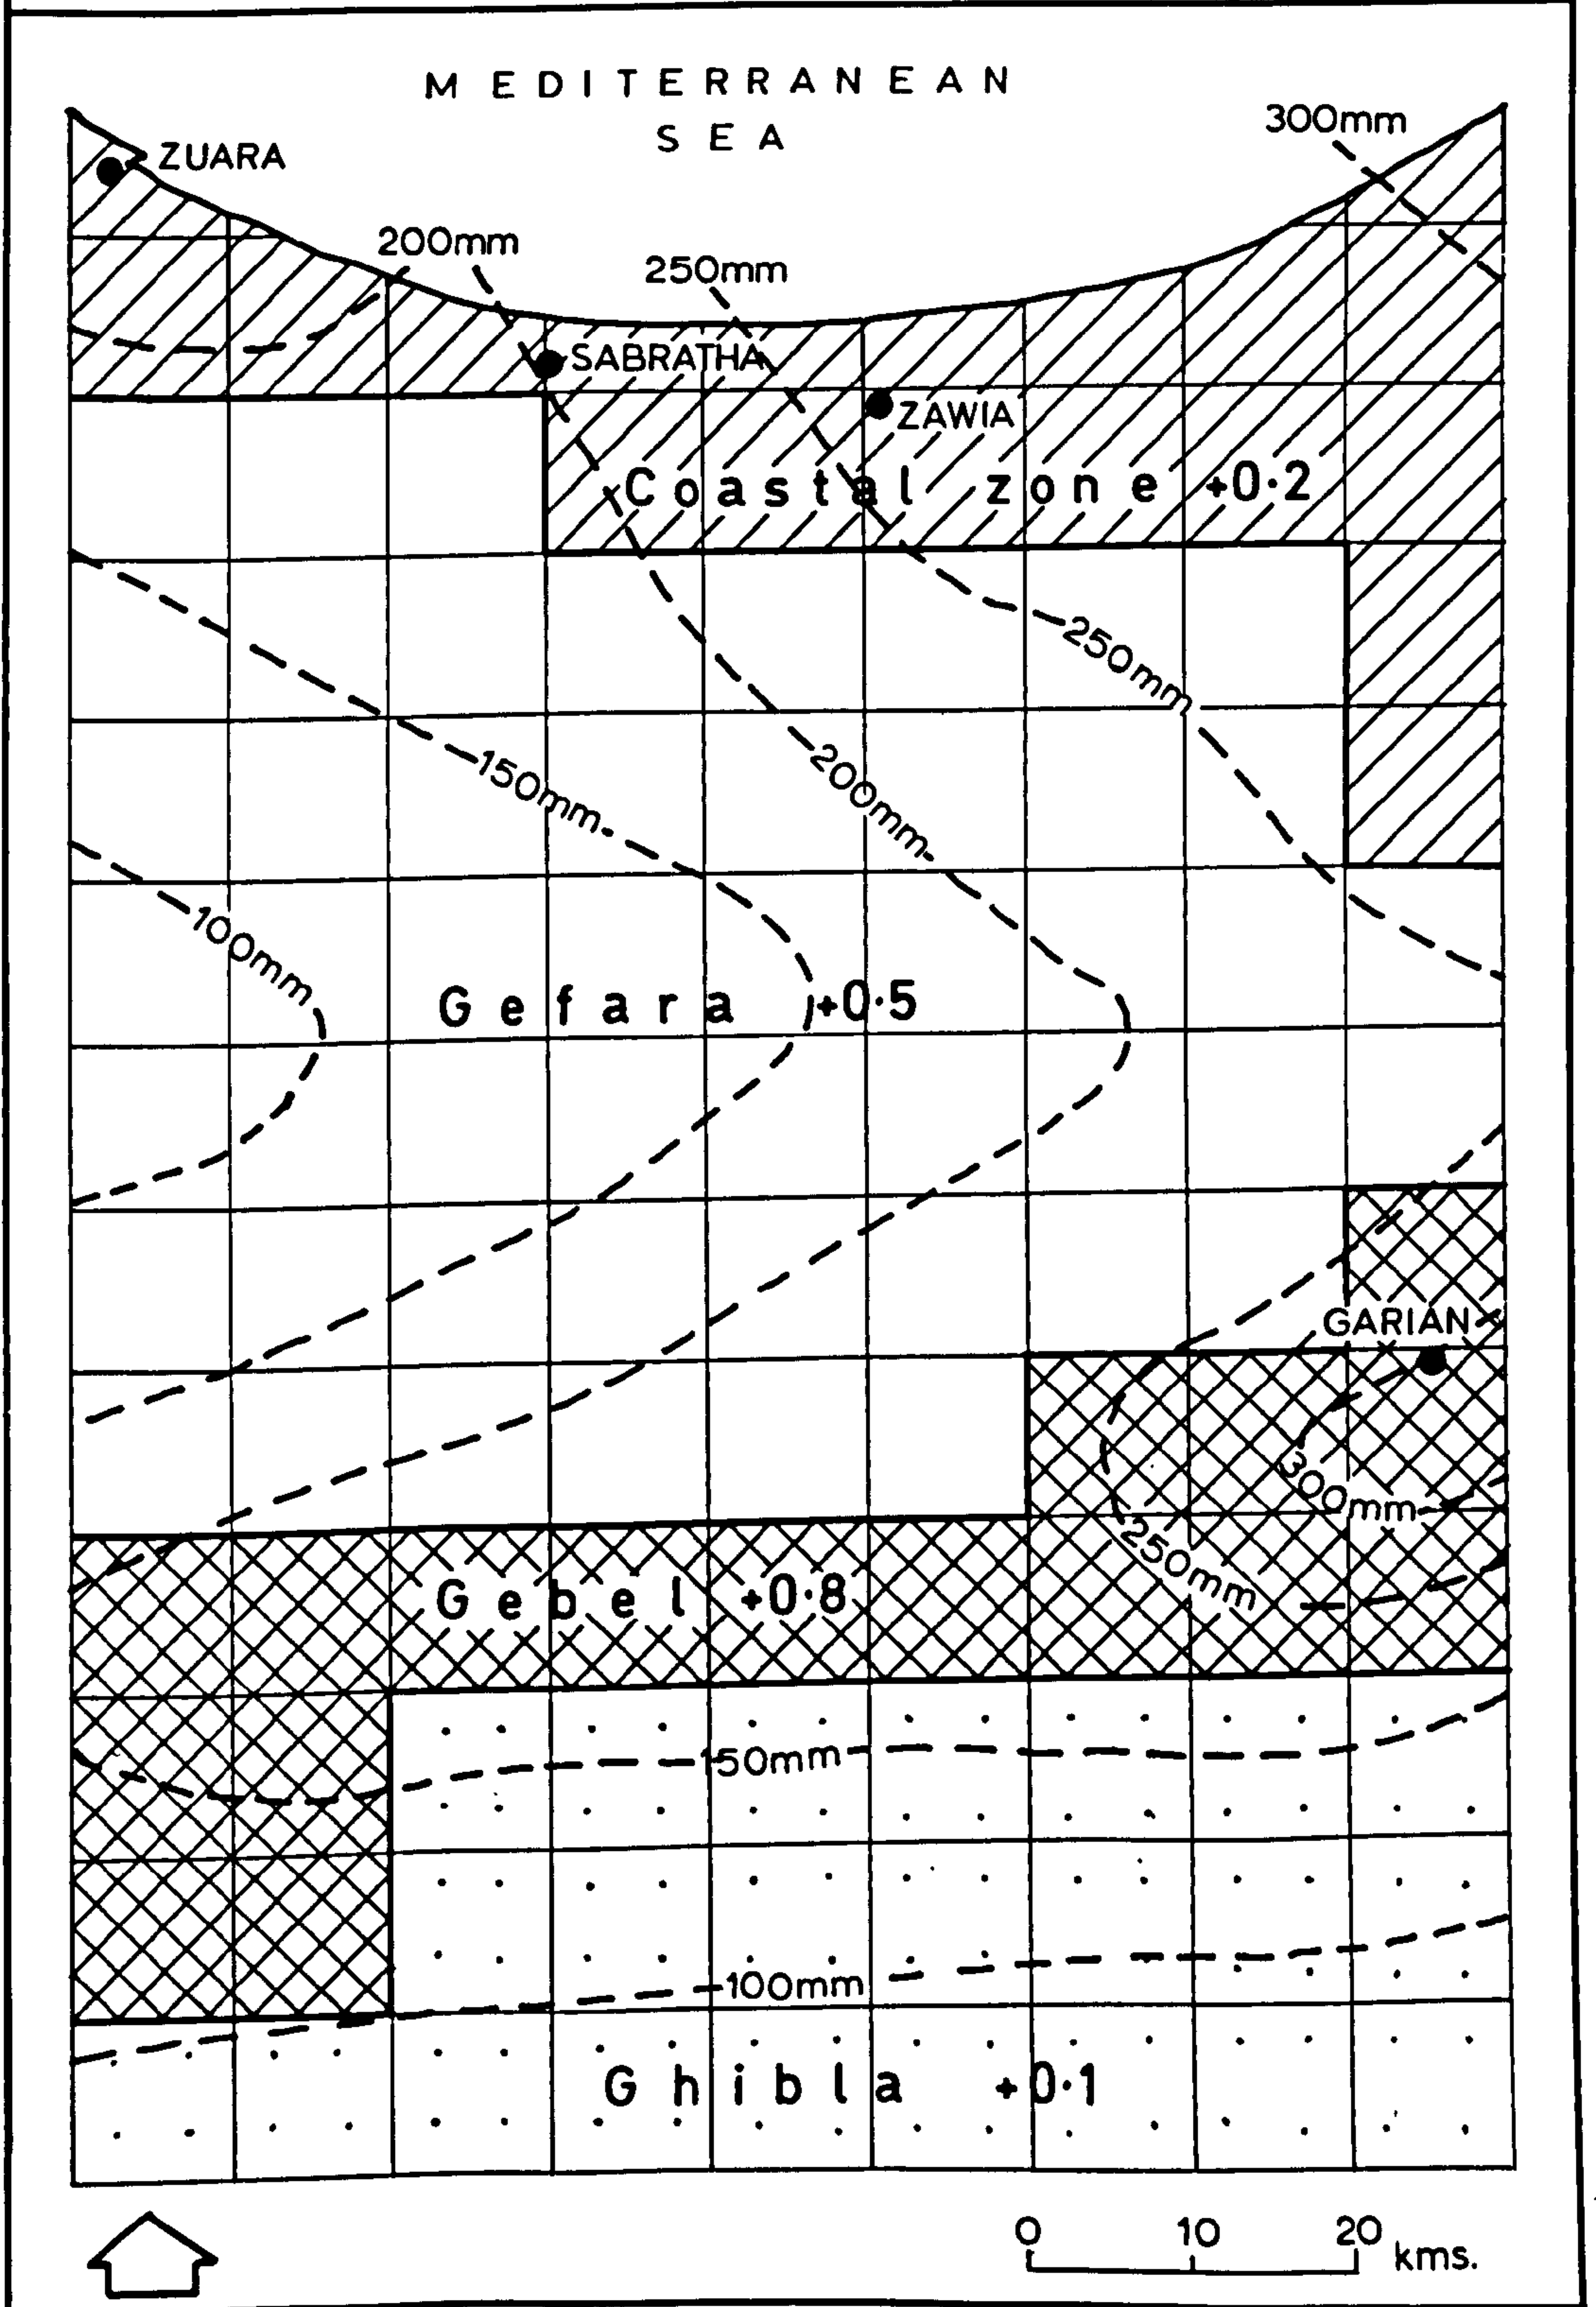 MEDITERRANEAN
SEA
300mm
ZUARA
200mm
250mm
SABRATHA
ZAWIA
Coastal zone +0·2
250mm
150mm
200mm
100mm
Gefara +0·5
GARIAN
300mm
250mm
Gebel +0·8
150mm
100mm
Ghibla +0·1
0 10 20 kms.